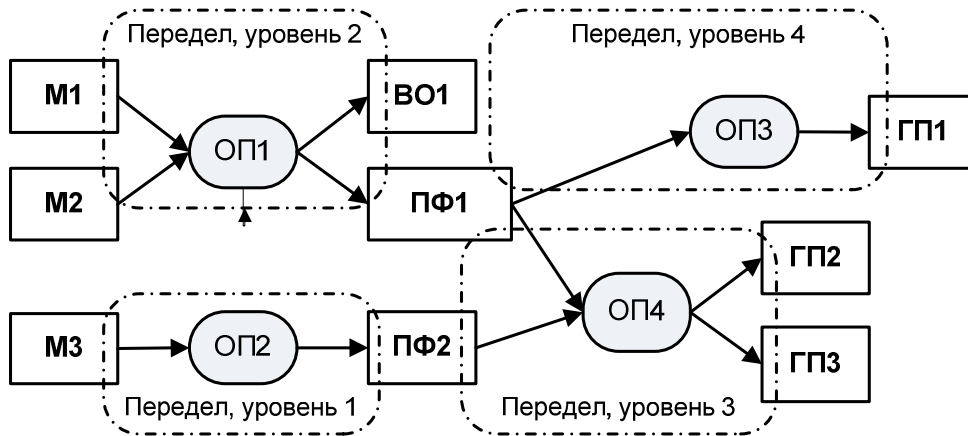 Передел, уровень 2
Передел, уровень 4
М1
ВО1
ОП1
ОП3
ГП1
М2
ПФ1
ГП2
ОП4
М3
ОП2
ПФ2
ГП3
Передел, уровень 1
Передел, уровень 3